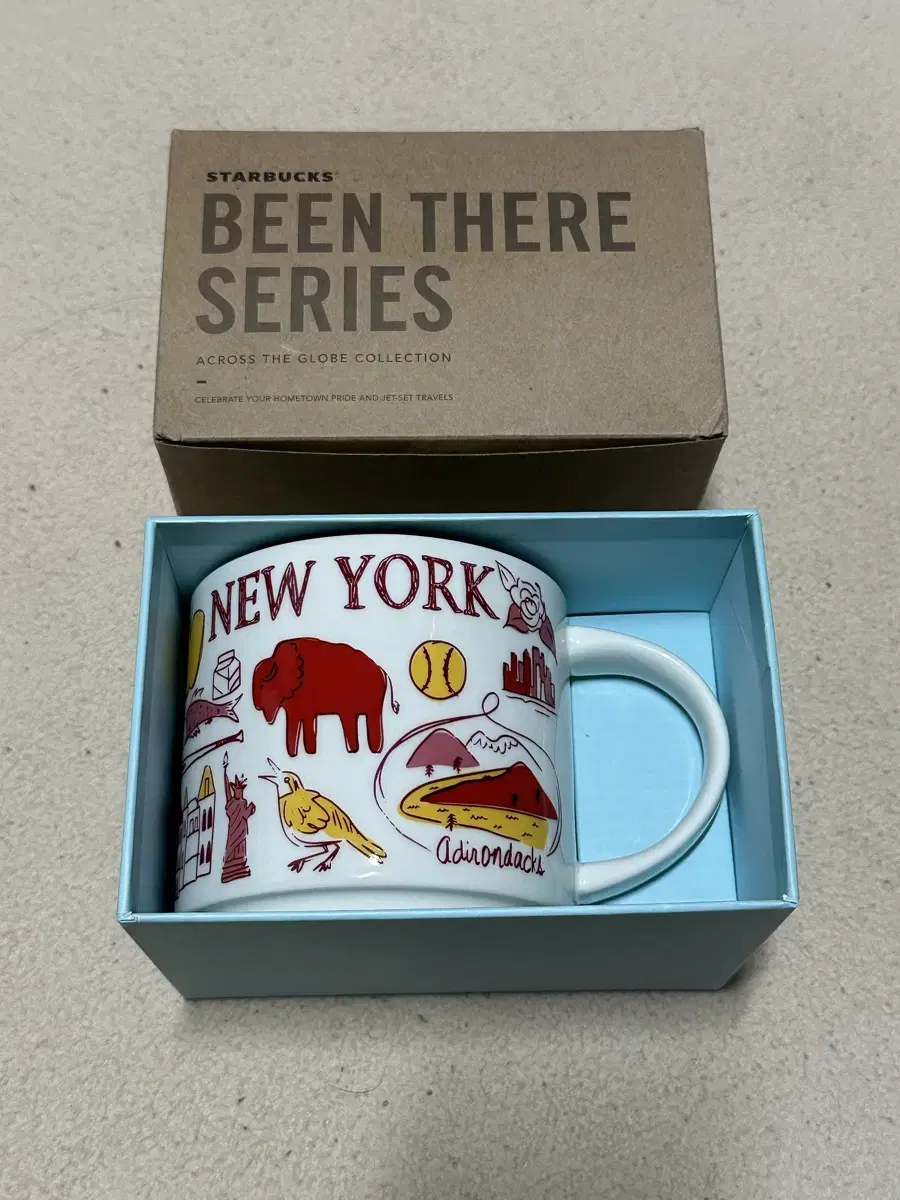 STARBUCKS
BEEN THERE
SERIES
ACROSS THE GLOBE COLLECTION
CELEBRATE YOUR HOMETOWN PRIDE AND JET-SET TRAVELS
NEW YORK
adirondacks